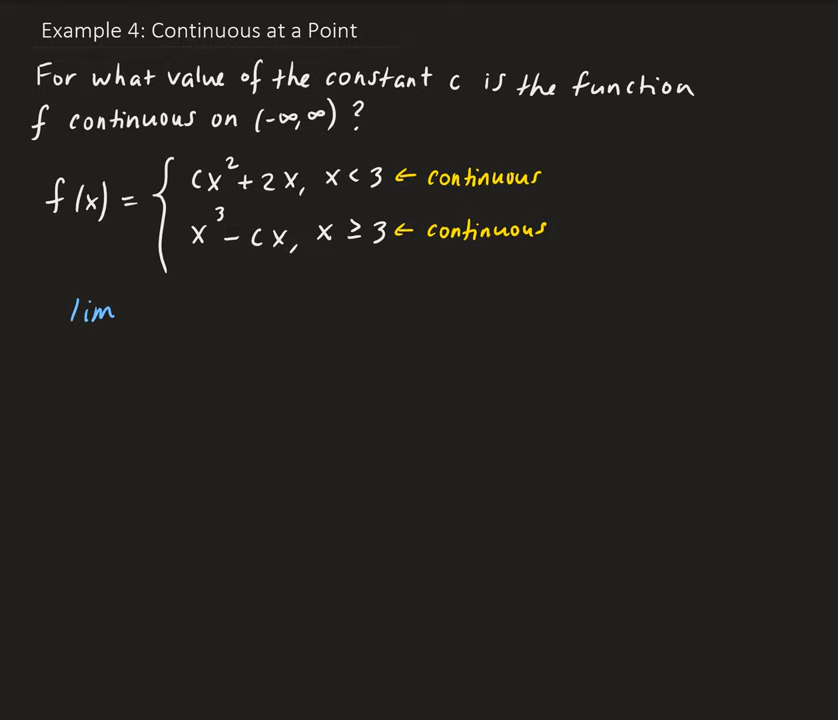 Example 4: Continuous at a Point
For what value of the constant c is the function
f continuous on (-∞, ∞) ?
f(x) = { cx² + 2x, x < 3 ← continuous
x³ - cx, x ≥ 3 ← continuous
lim